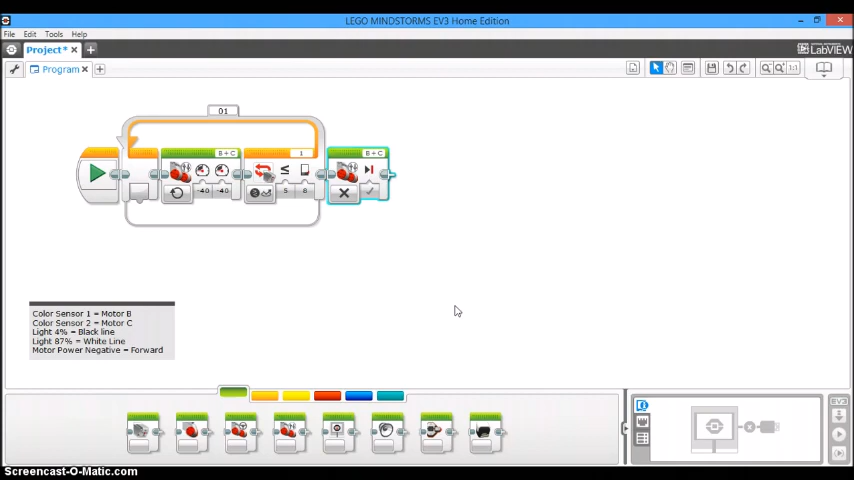 LEGO MINDSTORMS EV3 Home Edition
File Edit Tools Help
Project*
LabVIEW
Program
1:1
01
B + C
1
B + C
-40 -40
5 8
Color Sensor 1 = Motor B
Color Sensor 2 = Motor C
Light 4% = Black line
Light 87% = White Line
Motor Power Negative = Forward
EV3
Screencast-O-Matic.com